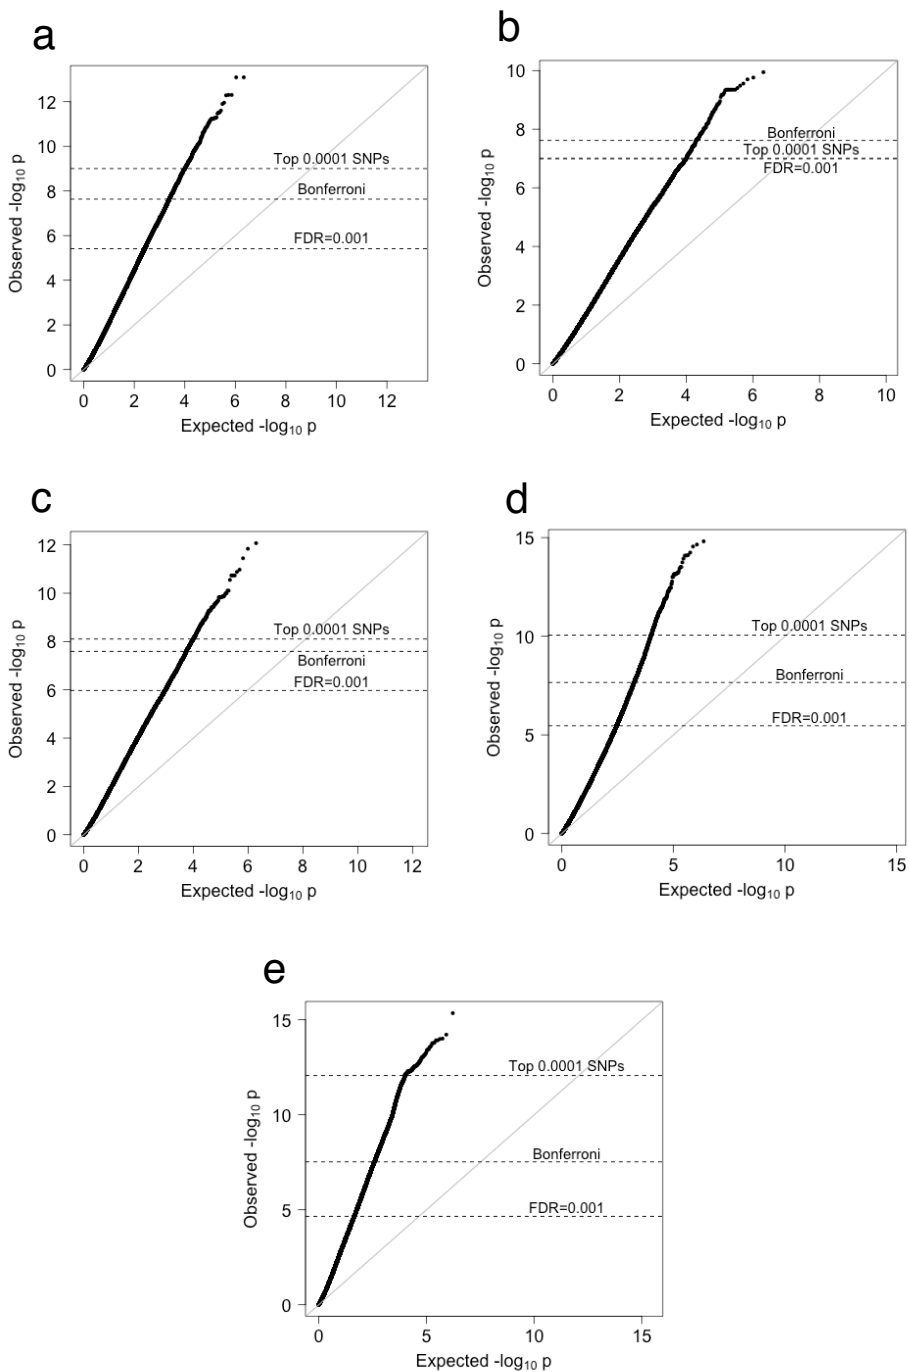 a
Observed -log10 p
12
10
8
6
4
2
0
Top 0.0001 SNPs
Bonferroni
FDR=0.001
0 2 4 6 8 10 12
Expected -log10 p
b
Observed -log10 p
10
8
6
4
2
0
Bonferroni
Top 0.0001 SNPs
FDR=0.001
0 2 4 6 8 10
Expected -log10 p
c
Observed -log10 p
12
10
8
6
4
2
0
Top 0.0001 SNPs
Bonferroni
FDR=0.001
0 2 4 6 8 10 12
Expected -log10 p
d
Observed -log10 p
15
10
5
0
Top 0.0001 SNPs
Bonferroni
FDR=0.001
0 5 10 15
Expected -log10 p
e
Observed -log10 p
15
10
5
0
Top 0.0001 SNPs
Bonferroni
FDR=0.001
0 5 10 15
Expected -log10 p